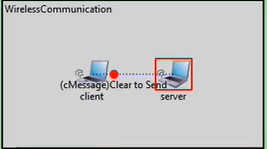 WirelessCommunication
(cMessage)Clear to Send
client
server